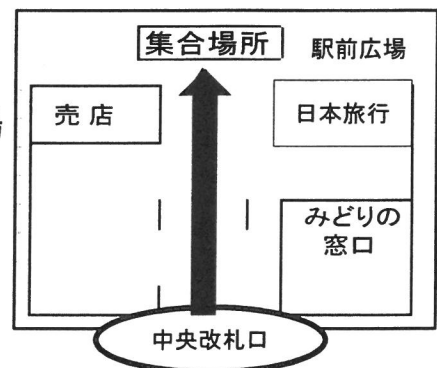 集合場所
駅前広場
売店
日本旅行
みどりの
窓口
中央改札口